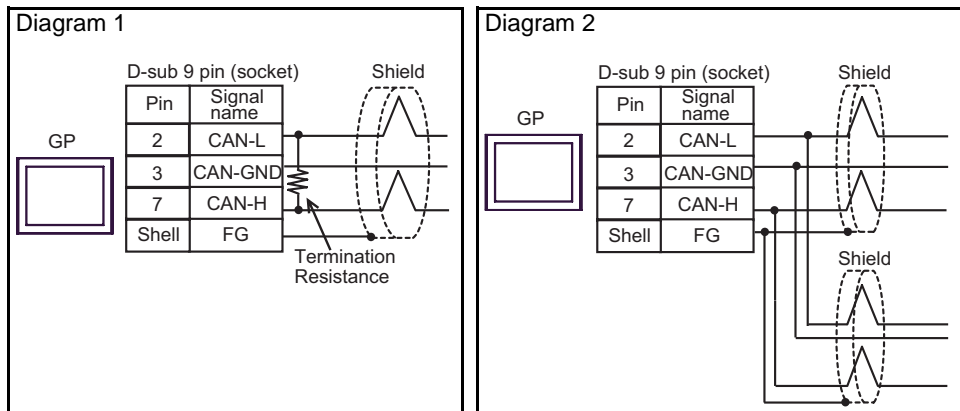 Diagram 1
D-sub 9 pin (socket)
Shield
GP
Pin
Signal name
2
CAN-L
3
CAN-GND
7
CAN-H
Shell
FG
Termination
Resistance
Diagram 2
D-sub 9 pin (socket)
Shield
GP
Pin
Signal name
2
CAN-L
3
CAN-GND
7
CAN-H
Shell
FG
Shield